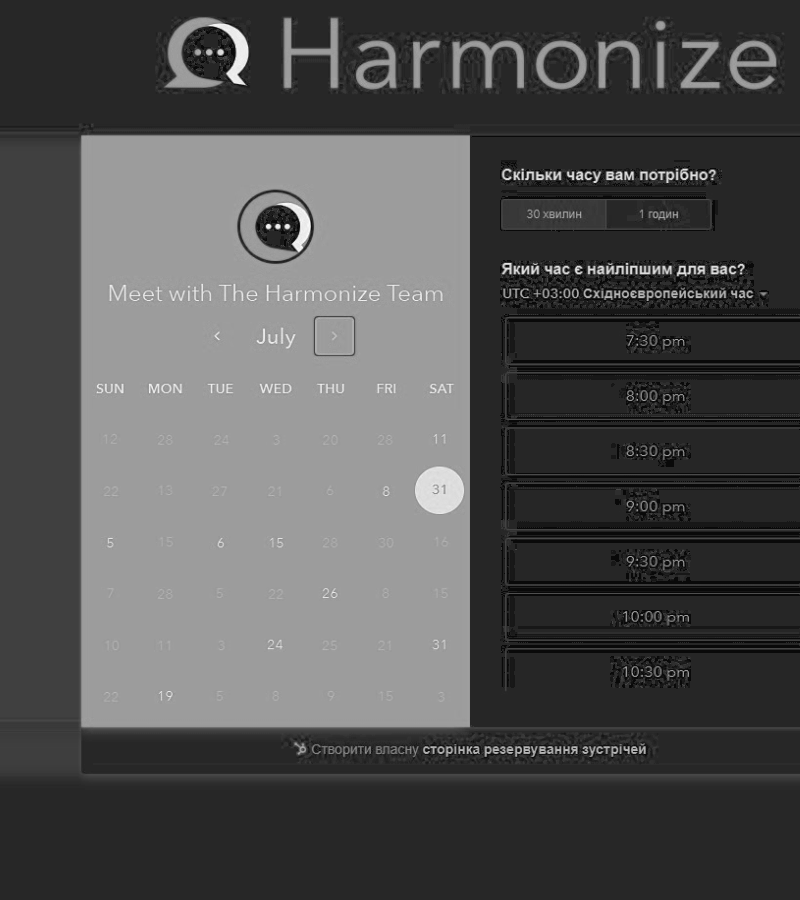 Harmonize
Meet with The Harmonize Team
July
SUN MON TUE WED THU FRI SAT
12 28 24 3 20 28 11
22 13 27 21 6 8 31
5 15 6 15 28 30 16
7 28 5 22 26 8 15
10 11 3 24 25 21 31
22 19 5 8 9 15 3
Скільки часу вам потрібно?
30 хвилин 1 годин
Який час є найліпшим для вас?
UTC +03:00 Східноєвропейський час
7:30 pm
8:00 pm
8:30 pm
9:00 pm
9:30 pm
10:00 pm
10:30 pm
Створити власну сторінка резервування зустрічей